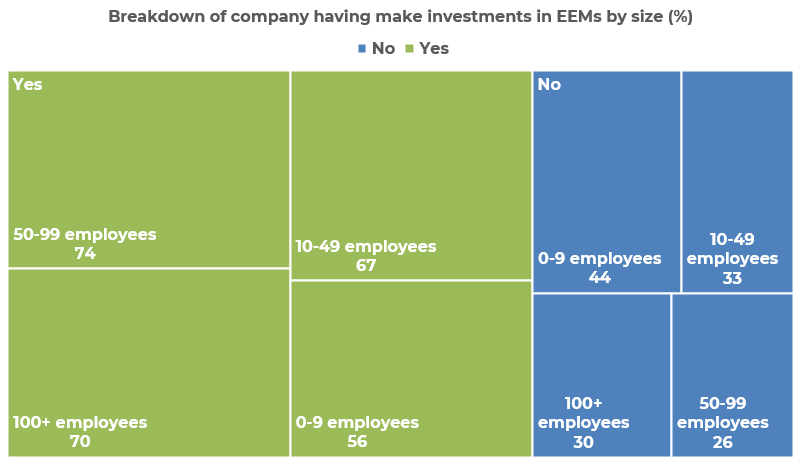 Breakdown of company having make investments in EEMs by size (%)
No Yes
Yes
50-99 employees
74
100+ employees
70
10-49 employees
67
0-9 employees
56
No
0-9 employees
44
10-49
employees
33
100+
employees
30
50-99
employees
26